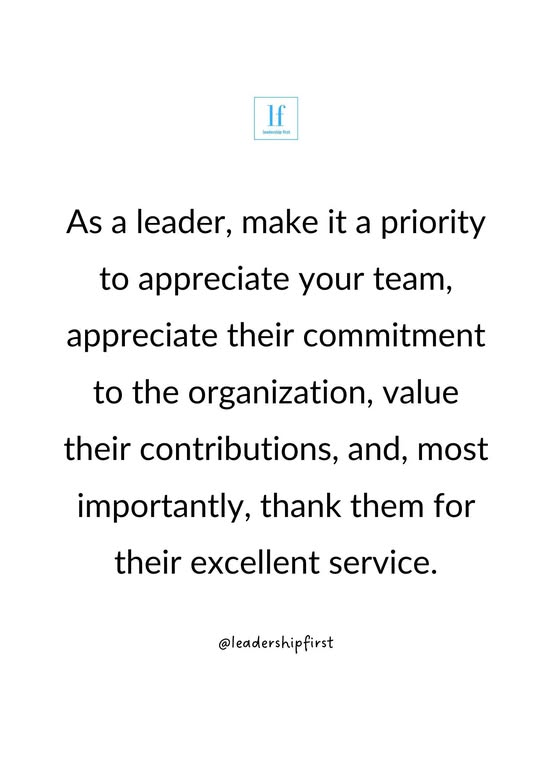 lf
leadership first
As a leader, make it a priority
to appreciate your team,
appreciate their commitment
to the organization, value
their contributions, and, most
importantly, thank them for
their excellent service.
@leadershipfirst